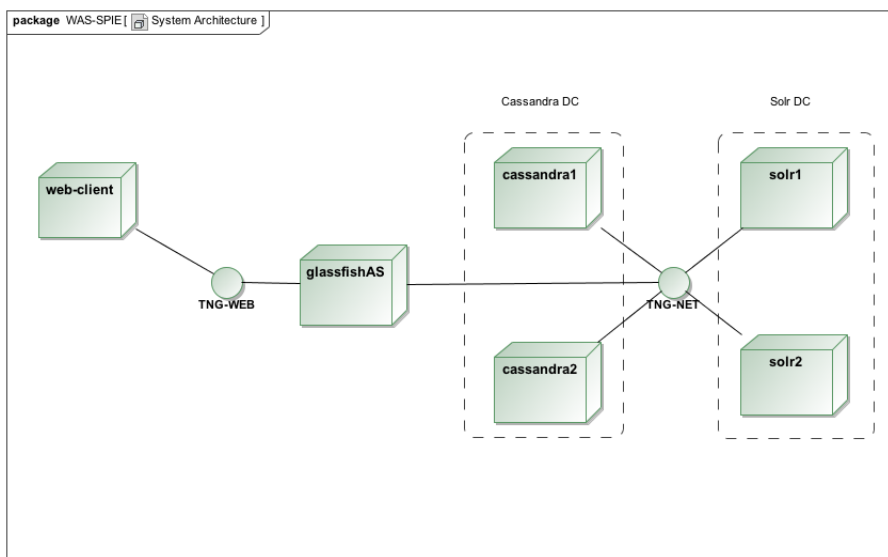 package WAS-SPIE[ System Architecture ]
Cassandra DC
Solr DC
web-client
cassandra1
solr1
glassfishAS
TNG-WEB
TNG-NET
cassandra2
solr2